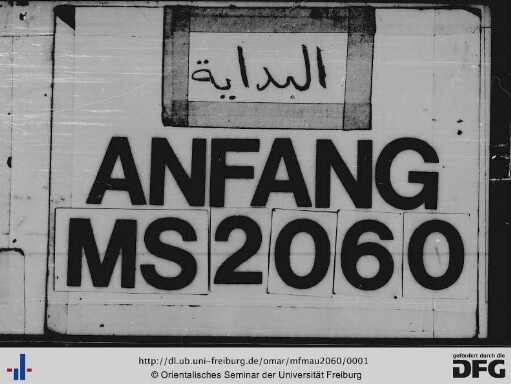 البداية
ANFANG
MS2060
http://dl.ub.uni-freiburg.de/omar/mfmau2060/0001
© Orientalisches Seminar der Universität Freiburg
gefördert durch die
DFG